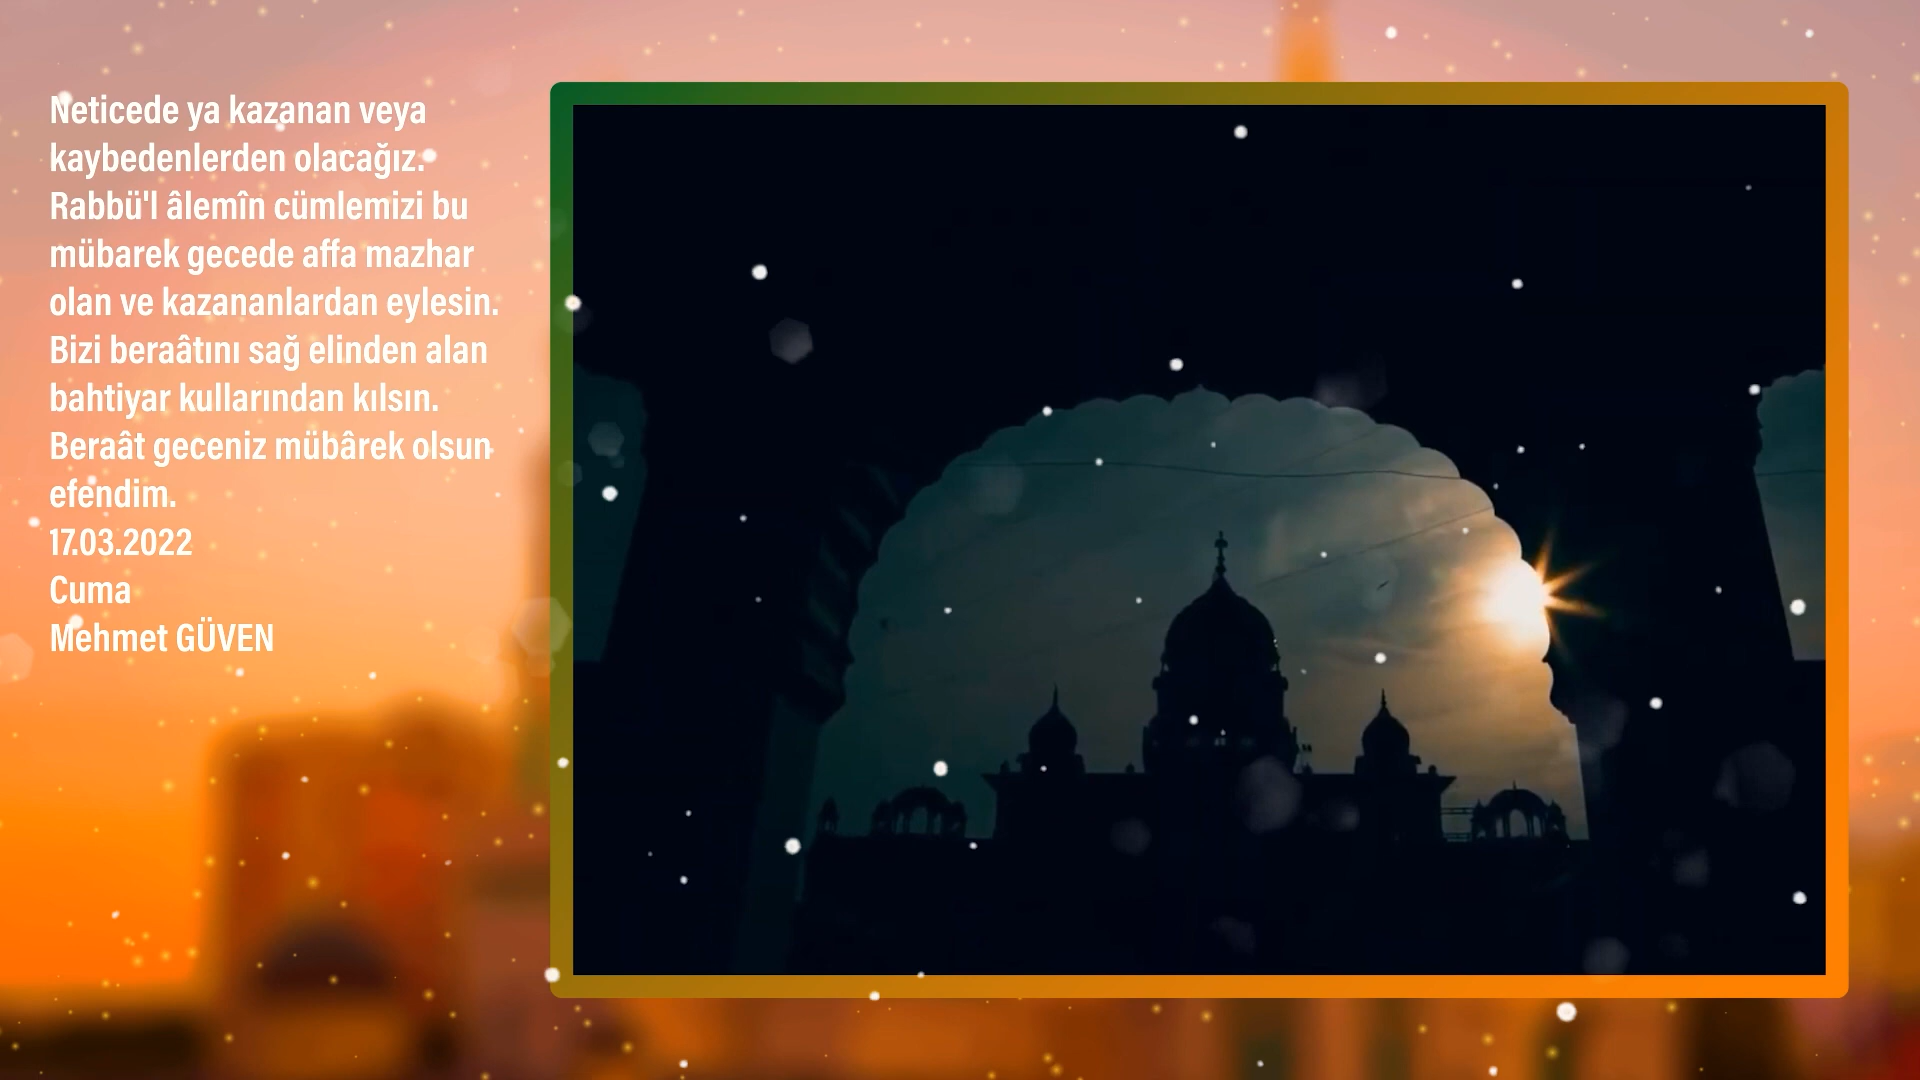 Neticede ya kazanan veya
kaybedenlerden olacağız.
Rabbü'l âlemîn cümlemizi bu
mübarek gecede affa mazhar
olan ve kazananlardan eylesin.
Bizi beraâtını sağ elinden alan
bahtiyar kullarından kılsın.
Beraât geceniz mübârek olsun
efendim.
17.03.2022
Cuma
Mehmet GÜVEN